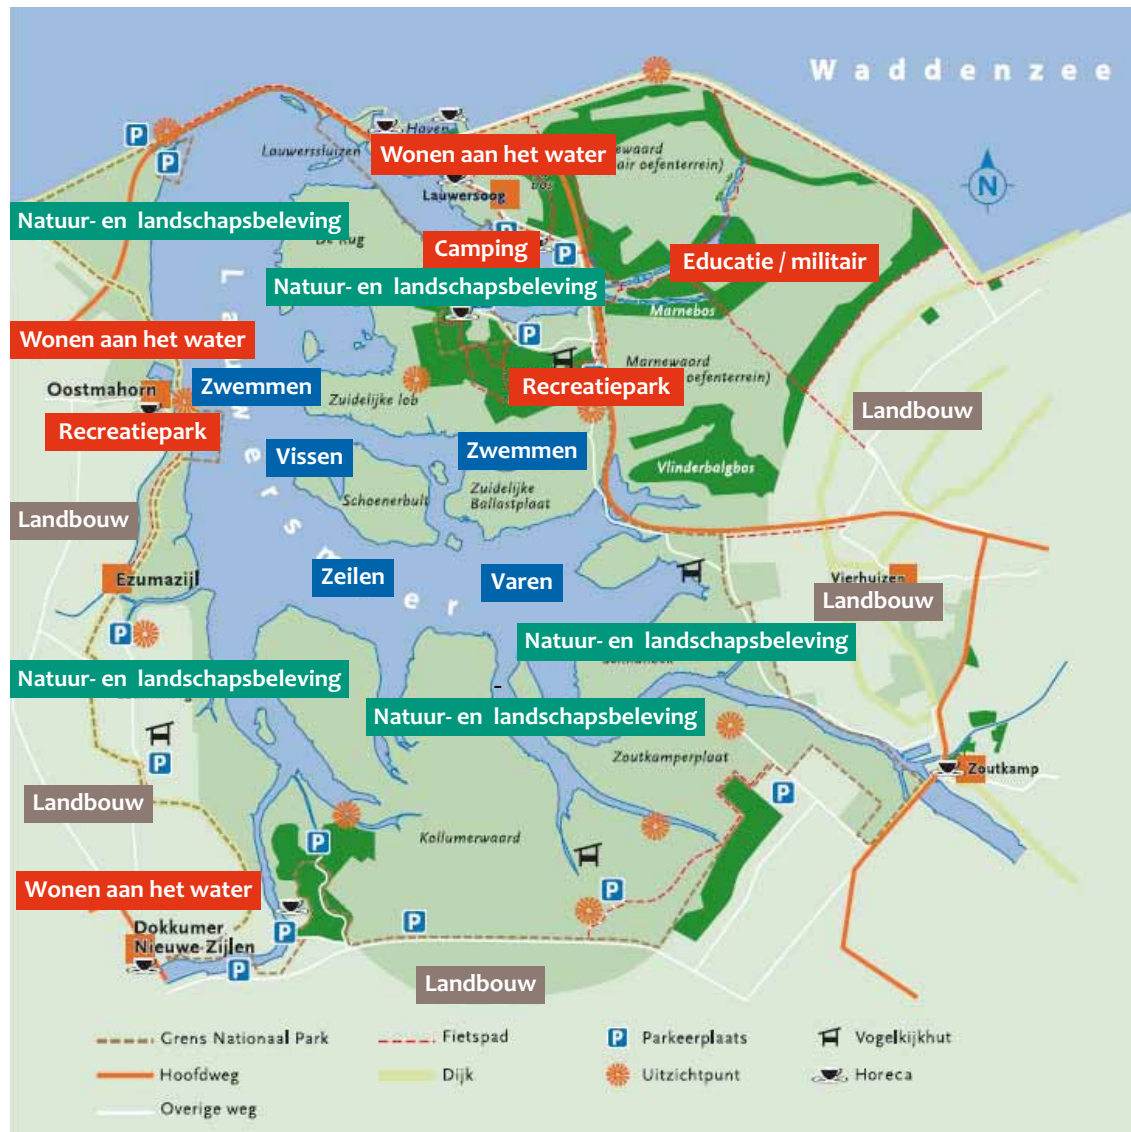 Waddenzee
Haven
Lauwerssluizen
Wonen aan het water
ewaard
air oefenterrein)
bos
Lauwersoog
Natuur- en landschapsbeleving
De Rug
Camping
Educatie / militair
Natuur- en landschapsbeleving
N
Marnebos
Wonen aan het water
Marnewaard
oefenterrein)
Oostmahorn
Zwemmen
Zuidelijke lob
Recreatiepark
Landbouw
Recreatiepark
Vissen
Zwemmen
Vlinderbalgbos
Schoenerbult
Zuidelijke
Ballastplaat
Landbouw
Ezumazijl
Zeilen
Varen
Vierhuizen
Landbouw
Natuur- en landschapsbeleving
Natuur- en landschapsbeleving
-
Natuur- en landschapsbeleving
Zoutkamperplaat
Zoutkamp
Landbouw
Kollumerwaard
Wonen aan het water
Dokkumer
Nieuwe Zijlen
Landbouw
Grens Nationaal Park
Fietspad
P Parkeerplaats
Vogelkijkhut
Hoofdweg
Dijk
Uitzichtpunt
Horeca
Overige weg